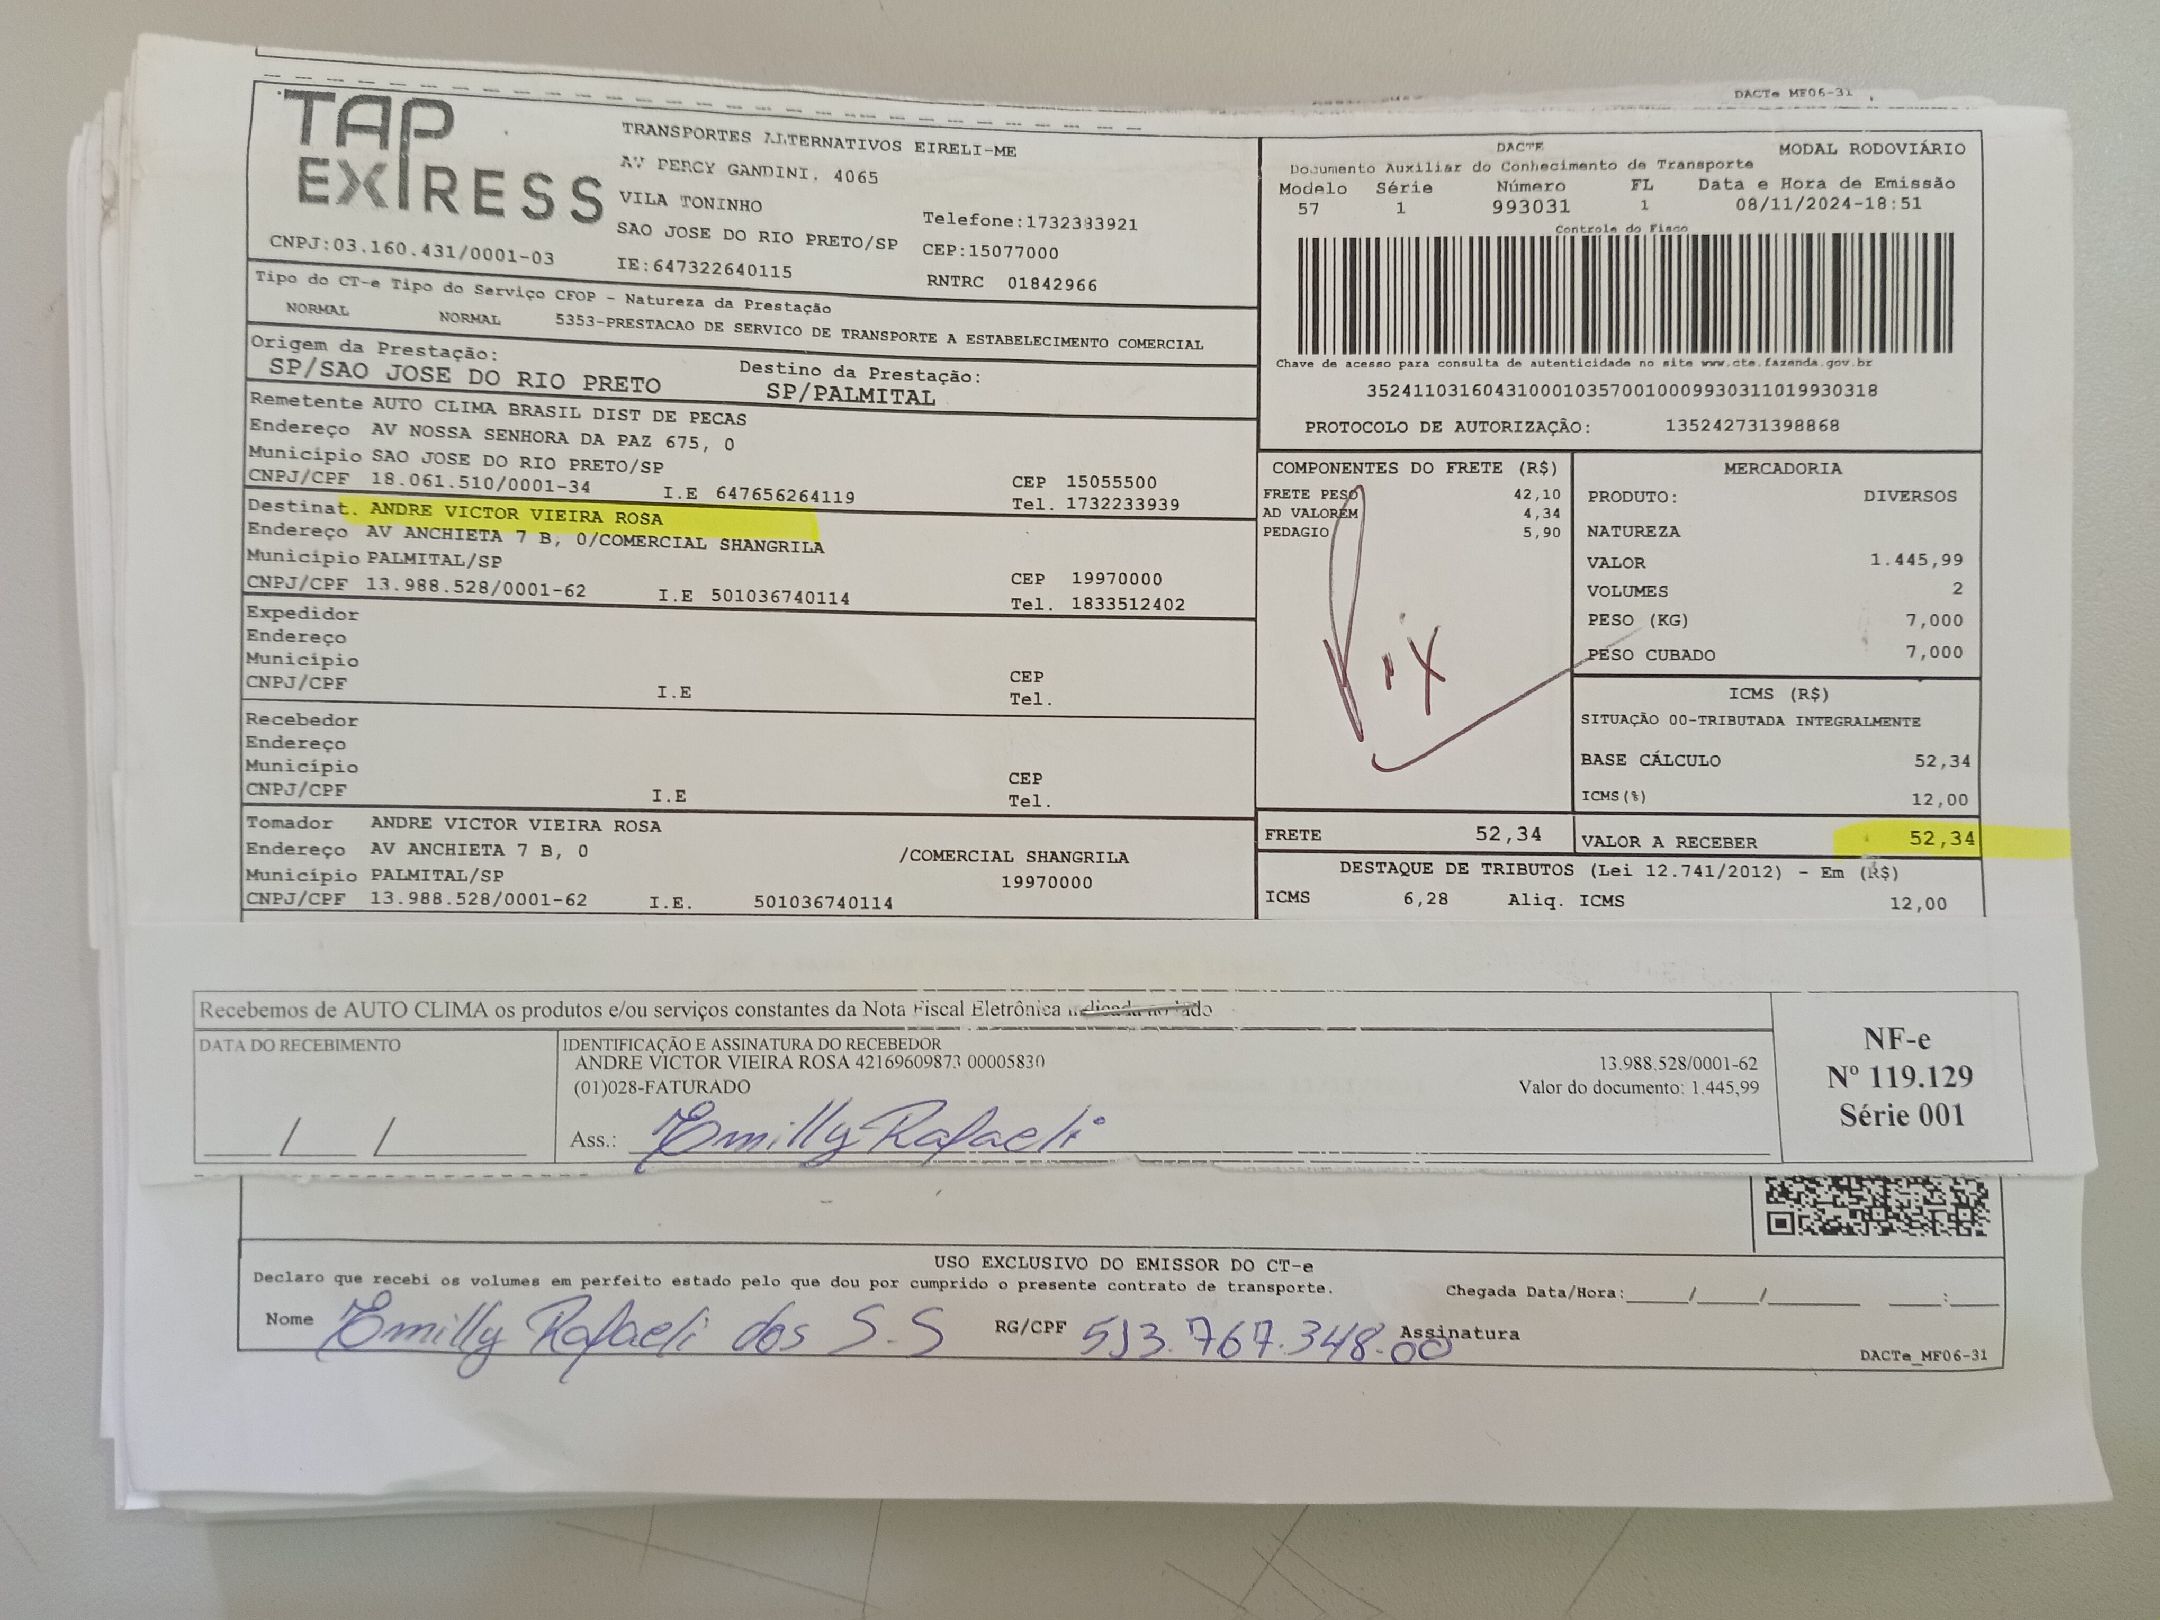 DACTe MF06-31
TAP EXPRESS
TRANSPORTES ALTERNATIVOS EIRELI-ME
AV PERCY GANDINI, 4065
VILA TONINHO
SAO JOSE DO RIO PRETO/SP
Telefone:1732333921
CEP:15077000
CNPJ:03.160.431/0001-03
IE:647322640115
RNTRC 01842966
DACTE
MODAL RODOVIÁRIO
Documento Auxiliar do Conhecimento de Transporte
Modelo Série Número FL Data e Hora de Emissão
57 1 993031 1 08/11/2024-18:51
Controle do Fisco
Chave de acesso para consulta de autenticidade no site www.cte.fazenda.gov.br
35241103160431000103570010009930311019930318
PROTOCOLO DE AUTORIZAÇÃO: 135242731398868
Tipo do CT-e Tipo do Serviço CFOP - Natureza da Prestação
NORMAL NORMAL 5353-PRESTACAO DE SERVICO DE TRANSPORTE A ESTABELECIMENTO COMERCIAL
Origem da Prestação:
SP/SAO JOSE DO RIO PRETO
Destino da Prestação:
SP/PALMITAL
Remetente AUTO CLIMA BRASIL DIST DE PECAS
Endereço AV NOSSA SENHORA DA PAZ 675, 0
Município SAO JOSE DO RIO PRETO/SP CEP 15055500
CNPJ/CPF 18.061.510/0001-34 I.E 647656264119 Tel. 1732233939
Destinat. ANDRE VICTOR VIEIRA ROSA
Endereço AV ANCHIETA 7 B, 0/COMERCIAL SHANGRILA
Município PALMITAL/SP CEP 19970000
CNPJ/CPF 13.988.528/0001-62 I.E 501036740114 Tel. 1833512402
Expedidor
Endereço
Município CEP
CNPJ/CPF I.E Tel.
Recebedor
Endereço
Município CEP
CNPJ/CPF I.E Tel.
Tomador ANDRE VICTOR VIEIRA ROSA
Endereço AV ANCHIETA 7 B, 0 /COMERCIAL SHANGRILA
Município PALMITAL/SP 19970000
CNPJ/CPF 13.988.528/0001-62 I.E. 501036740114
COMPONENTES DO FRETE (R$)
FRETE PESO 42,10
AD VALOREM 4,34
PEDAGIO 5,90
Pix
MERCADORIA
PRODUTO: DIVERSOS
NATUREZA
VALOR 1.445,99
VOLUMES 2
PESO (KG) 7,000
PESO CUBADO 7,000
ICMS (R$)
SITUAÇÃO 00-TRIBUTADA INTEGRALMENTE
BASE CÁLCULO 52,34
ICMS(%) 12,00
FRETE 52,34 VALOR A RECEBER 52,34
DESTAQUE DE TRIBUTOS (Lei 12.741/2012) - Em (R$)
ICMS 6,28 Aliq. ICMS 12,00
Recebemos de AUTO CLIMA os produtos e/ou serviços constantes da Nota Fiscal Eletrônica
DATA DO RECEBIMENTO
IDENTIFICAÇÃO E ASSINATURA DO RECEBEDOR
ANDRE VICTOR VIEIRA ROSA 42169609873 00005830 13.988.528/0001-62
(01)028-FATURADO Valor do documento: 1.445,99
Ass.: Emilly Rafaeli
NF-e
Nº 119.129
Série 001
USO EXCLUSIVO DO EMISSOR DO CT-e
Declaro que recebi os volumes em perfeito estado pelo que dou por cumprido o presente contrato de transporte. Chegada Data/Hora:
Nome Emilly Rafaeli dos S.S RG/CPF 513.767.348.00 Assinatura
DACTe_MF06-31